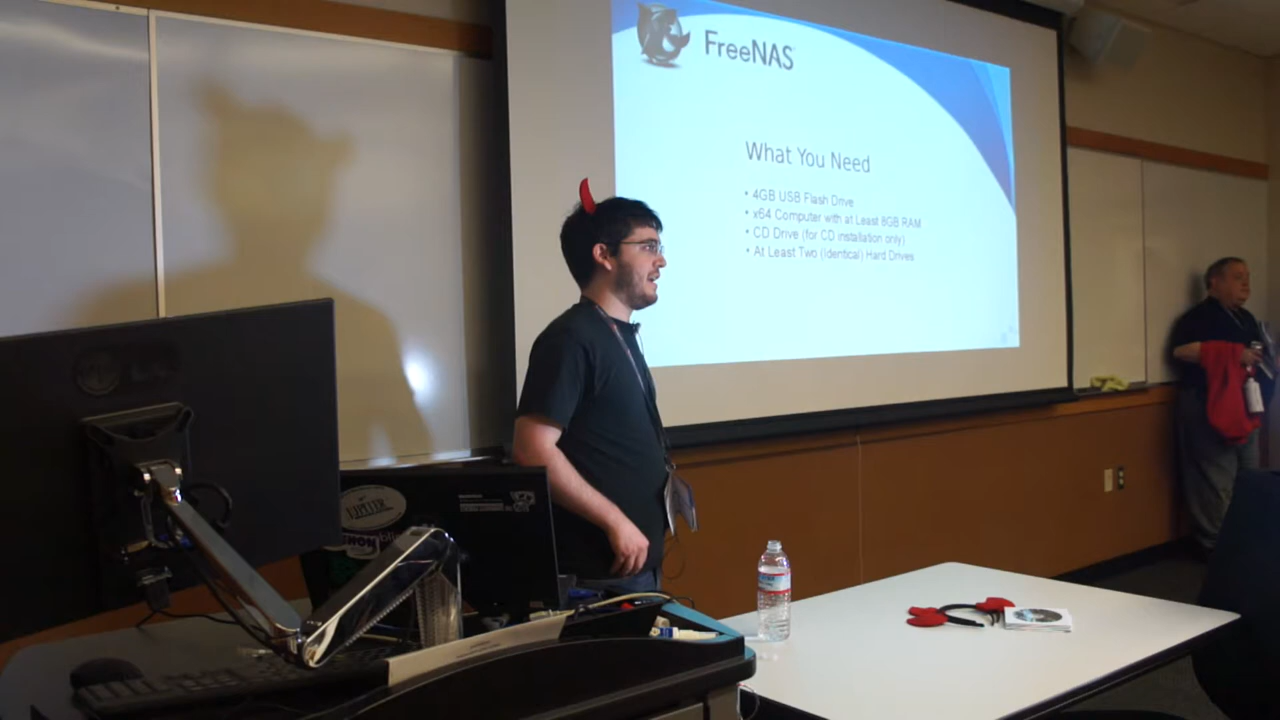 FreeNAS
What You Need
• 4GB USB Flash Drive
• x64 Computer with at Least 8GB RAM
• CD Drive (for CD installation only)
• At Least Two (Identical) Hard Drives
JUPITER